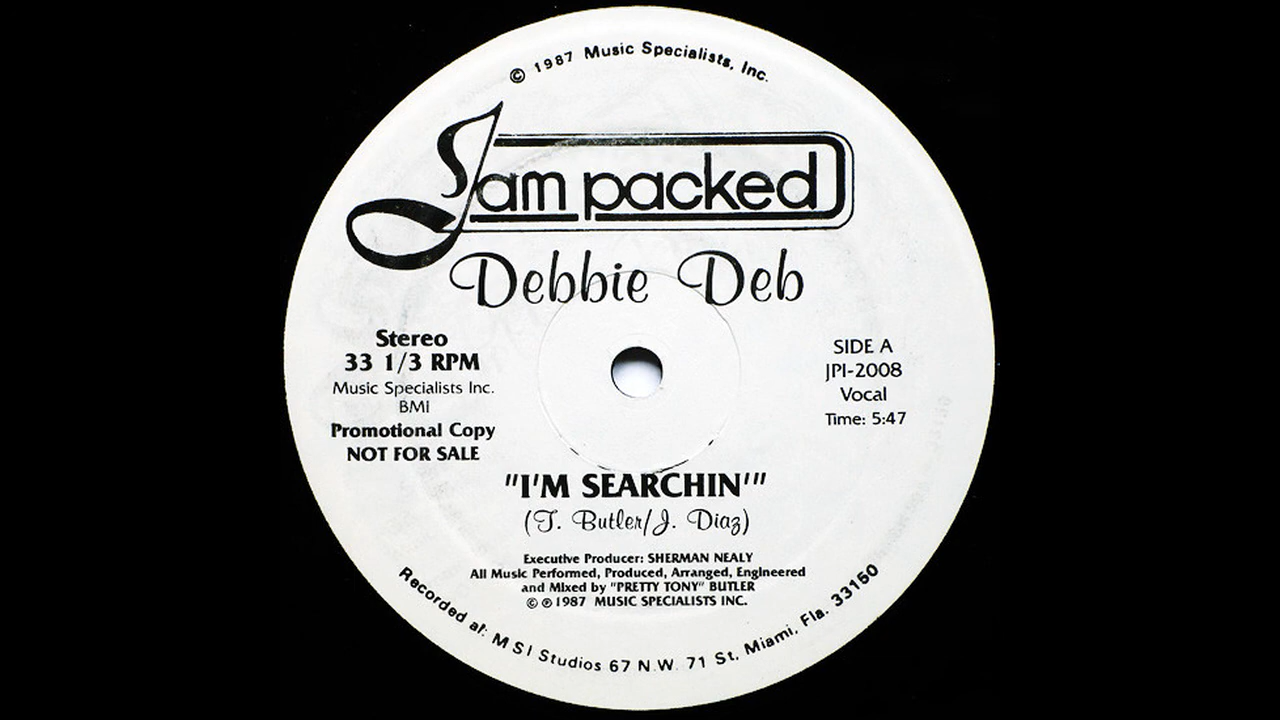 © 1987 Music Specialists, Inc.
Jam packed
Debbie Deb
Stereo
33 1/3 RPM
Music Specialists Inc.
BMI
Promotional Copy
NOT FOR SALE
SIDE A
JPI-2008
Vocal
Time: 5:47
"I'M SEARCHIN'"
(T. Butler/J. Diaz)
Executive Producer: SHERMAN NEALY
All Music Performed, Produced, Arranged, Engineered
and Mixed by "PRETTY TONY" BUTLER
© ℗ 1987 MUSIC SPECIALISTS INC.
Recorded at: M S I Studios 67 N.W. 71 St, Miami, Fla. 33150